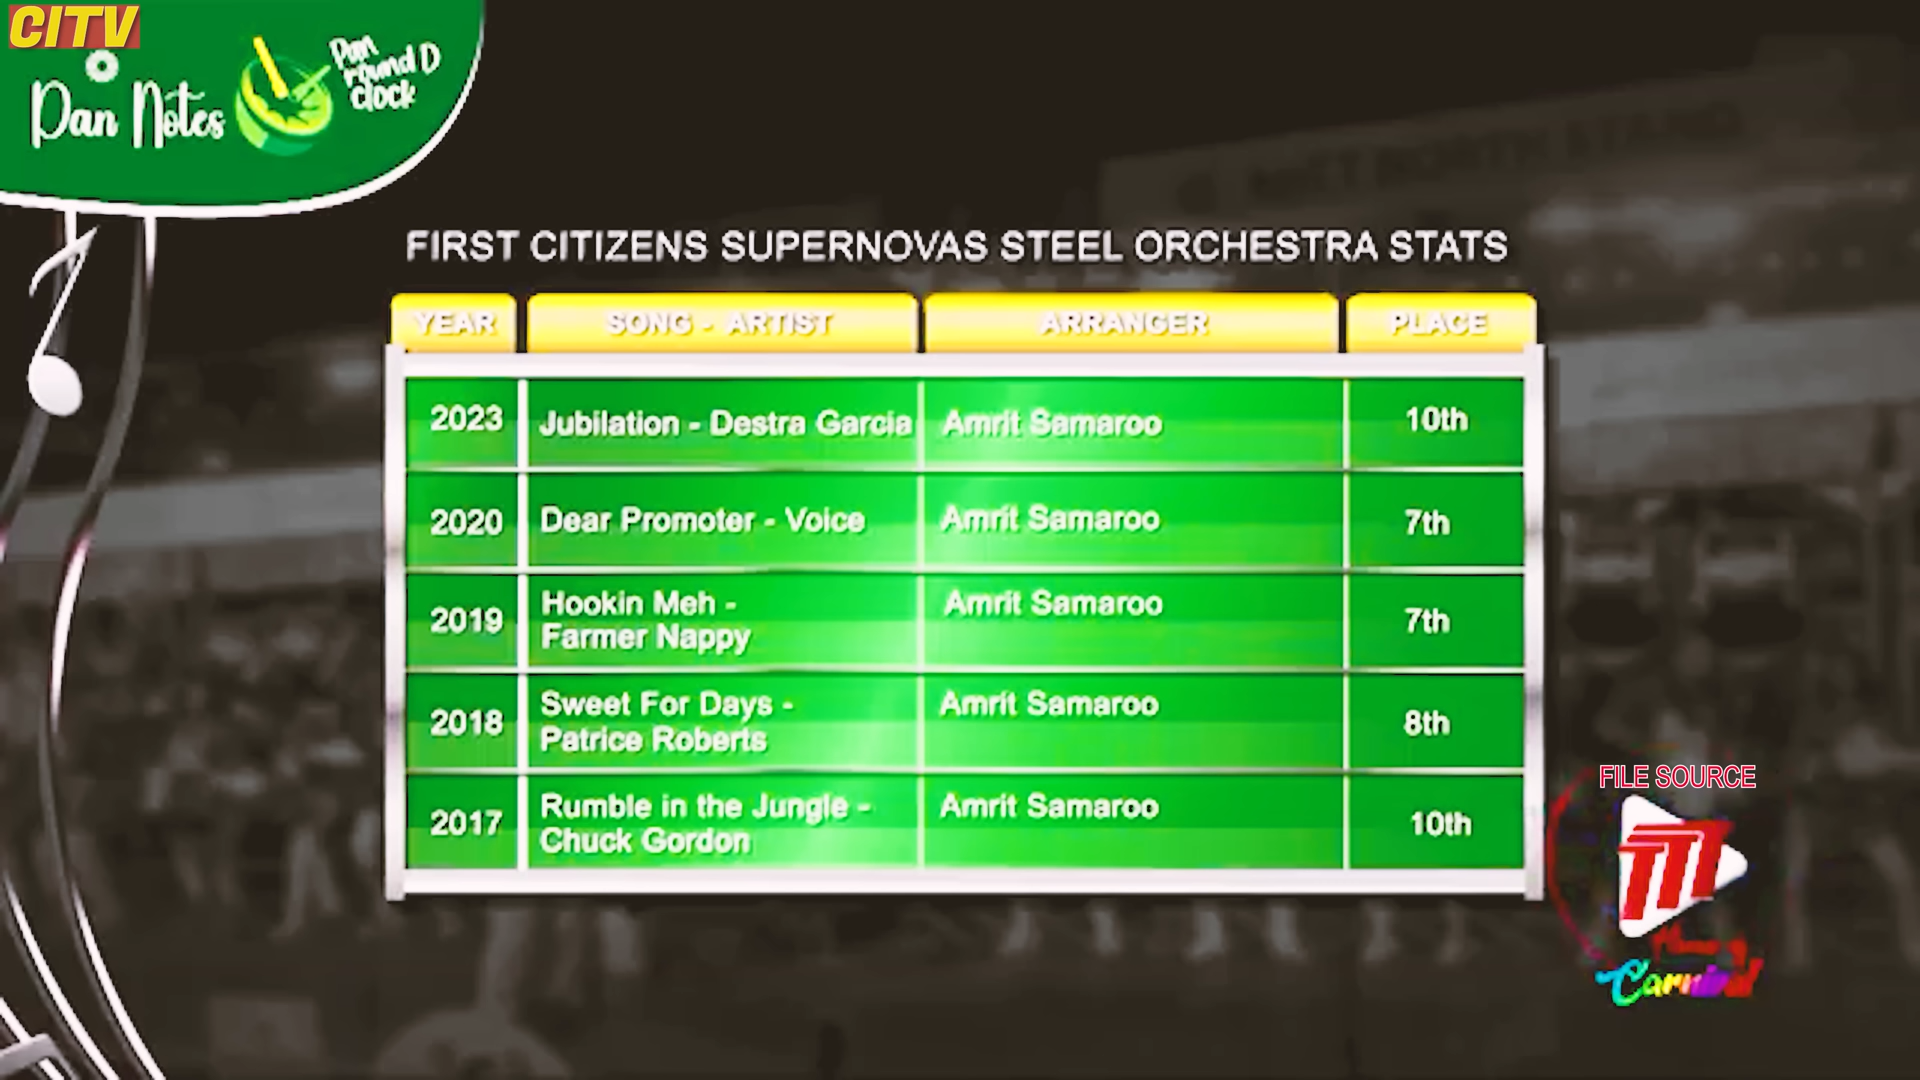 CITV
Pan Notes
Pan
round D
clock
FIRST CITIZENS SUPERNOVAS STEEL ORCHESTRA STATS
YEAR SONG - ARTIST ARRANGER PLACE
2023 Jubilation - Destra Garcia Amrit Samaroo 10th
2020 Dear Promoter - Voice Amrit Samaroo 7th
2019 Hookin Meh - Farmer Nappy Amrit Samaroo 7th
2018 Sweet For Days - Patrice Roberts Amrit Samaroo 8th
2017 Rumble in the Jungle - Chuck Gordon Amrit Samaroo 10th
FILE SOURCE
Carnival